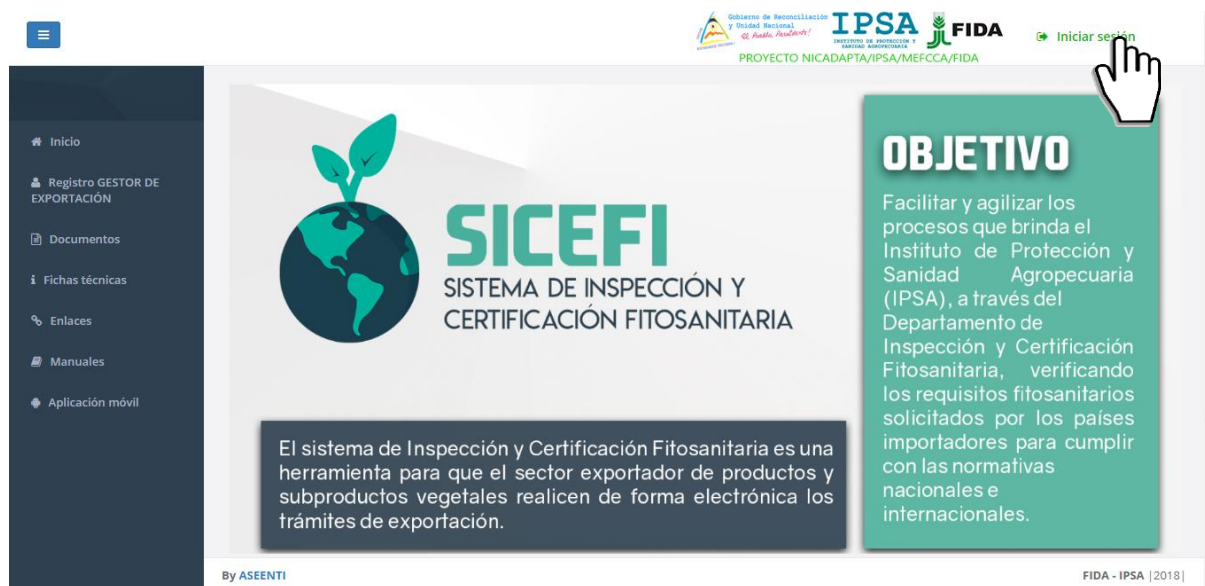 Gobierno de Reconciliación
y Unidad Nacional
El Pueblo, Presidente!
IPSA
INSTITUTO DE PROTECCIÓN Y
SANIDAD AGROPECUARIA
FIDA
PROYECTO NICADAPTA/IPSA/MEFCCA/FIDA
Iniciar sesión
Inicio
Registro GESTOR DE
EXPORTACIÓN
Documentos
Fichas técnicas
Enlaces
Manuales
Aplicación móvil
SICEFI
SISTEMA DE INSPECCIÓN Y
CERTIFICACIÓN FITOSANITARIA
El sistema de Inspección y Certificación Fitosanitaria es una
herramienta para que el sector exportador de productos y
subproductos vegetales realicen de forma electrónica los
trámites de exportación.
OBJETIVO
Facilitar y agilizar los
procesos que brinda el
Instituto de Protección y
Sanidad Agropecuaria
(IPSA), a través del
Departamento de
Inspección y Certificación
Fitosanitaria, verificando
los requisitos fitosanitarios
solicitados por los países
importadores para cumplir
con las normativas
nacionales e
internacionales.
By ASEENTI
FIDA - IPSA |2018|